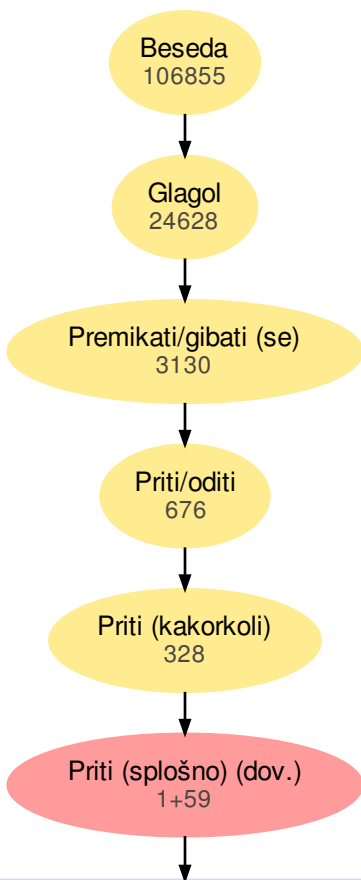 Beseda
106855
Glagol
24628
Premikati/gibati (se)
3130
Priti/oditi
676
Priti (kakorkoli)
328
Priti (splošno) (dov.)
1+59